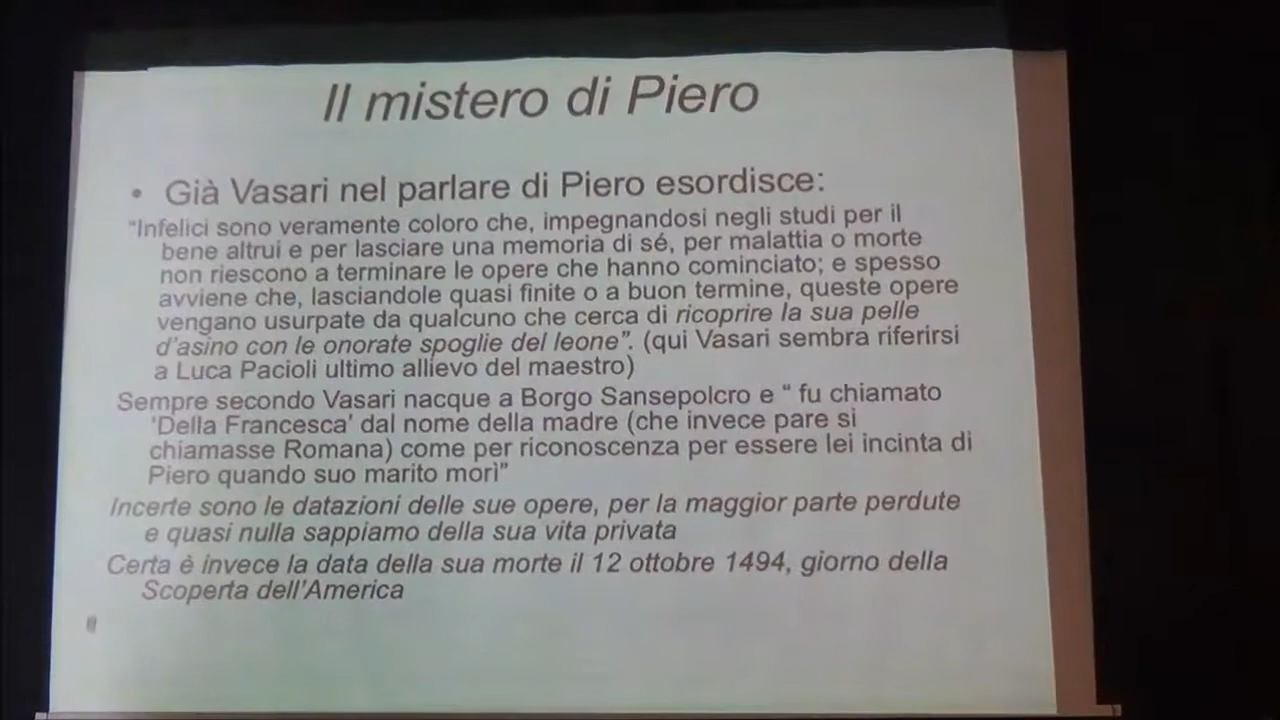 Il mistero di Piero
• Già Vasari nel parlare di Piero esordisce:
"Infelici sono veramente coloro che, impegnandosi negli studi per il
bene altrui e per lasciare una memoria di sé, per malattia o morte
non riescono a terminare le opere che hanno cominciato; e spesso
avviene che, lasciandole quasi finite o a buon termine, queste opere
vengano usurpate da qualcuno che cerca di ricoprire la sua pelle
d'asino con le onorate spoglie del leone". (qui Vasari sembra riferirsi
a Luca Pacioli ultimo allievo del maestro)
Sempre secondo Vasari nacque a Borgo Sansepolcro e " fu chiamato
'Della Francesca' dal nome della madre (che invece pare si
chiamasse Romana) come per riconoscenza per essere lei incinta di
Piero quando suo marito morì"
Incerte sono le datazioni delle sue opere, per la maggior parte perdute
e quasi nulla sappiamo della sua vita privata
Certa è invece la data della sua morte il 12 ottobre 1494, giorno della
Scoperta dell'America